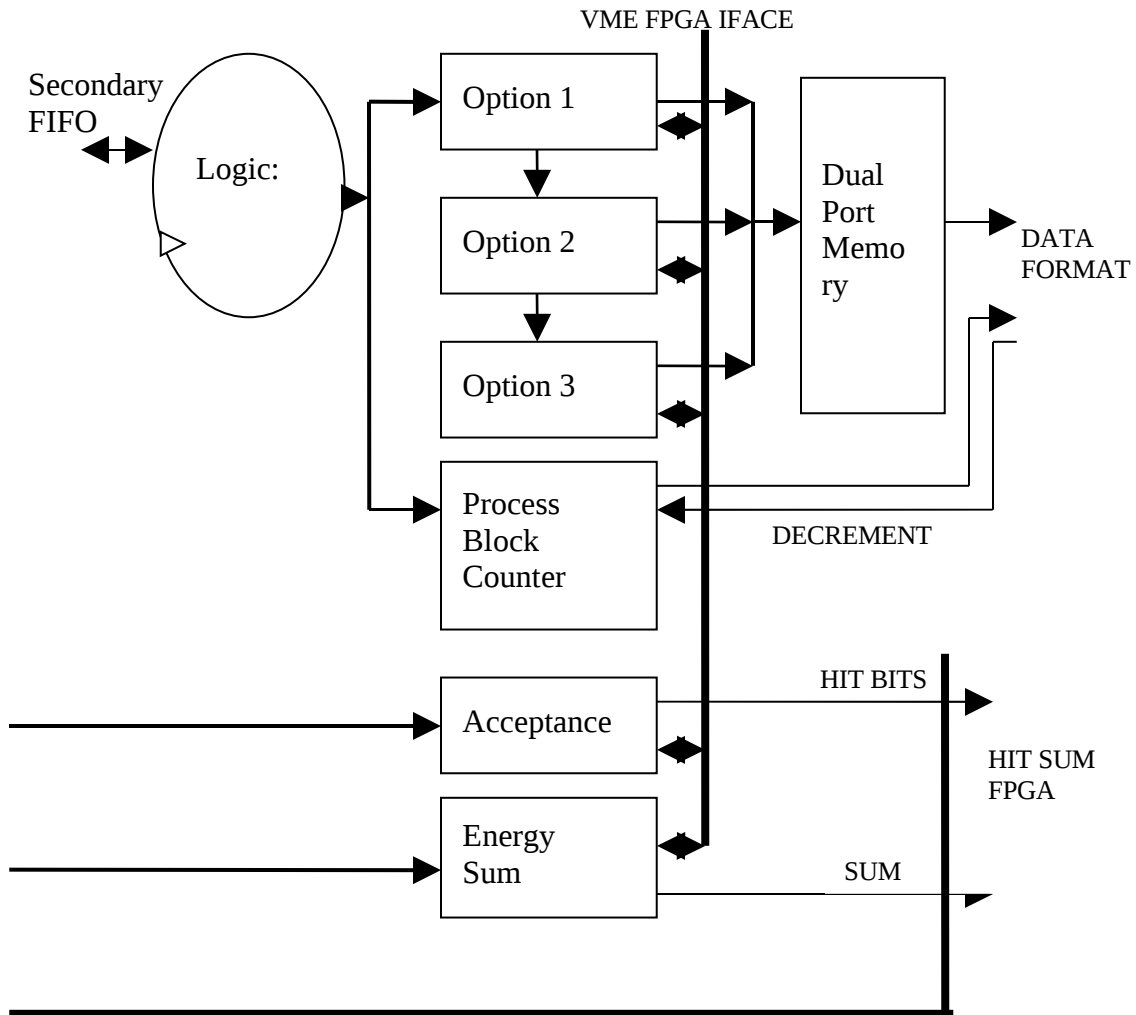 VME FPGA IFACE
Secondary
FIFO
Logic:
Option 1
Option 2
Option 3
Dual
Port
Memo
ry
DATA
FORMAT
Process
Block
Counter
DECREMENT
HIT BITS
Acceptance
HIT SUM
FPGA
Energy
Sum
SUM